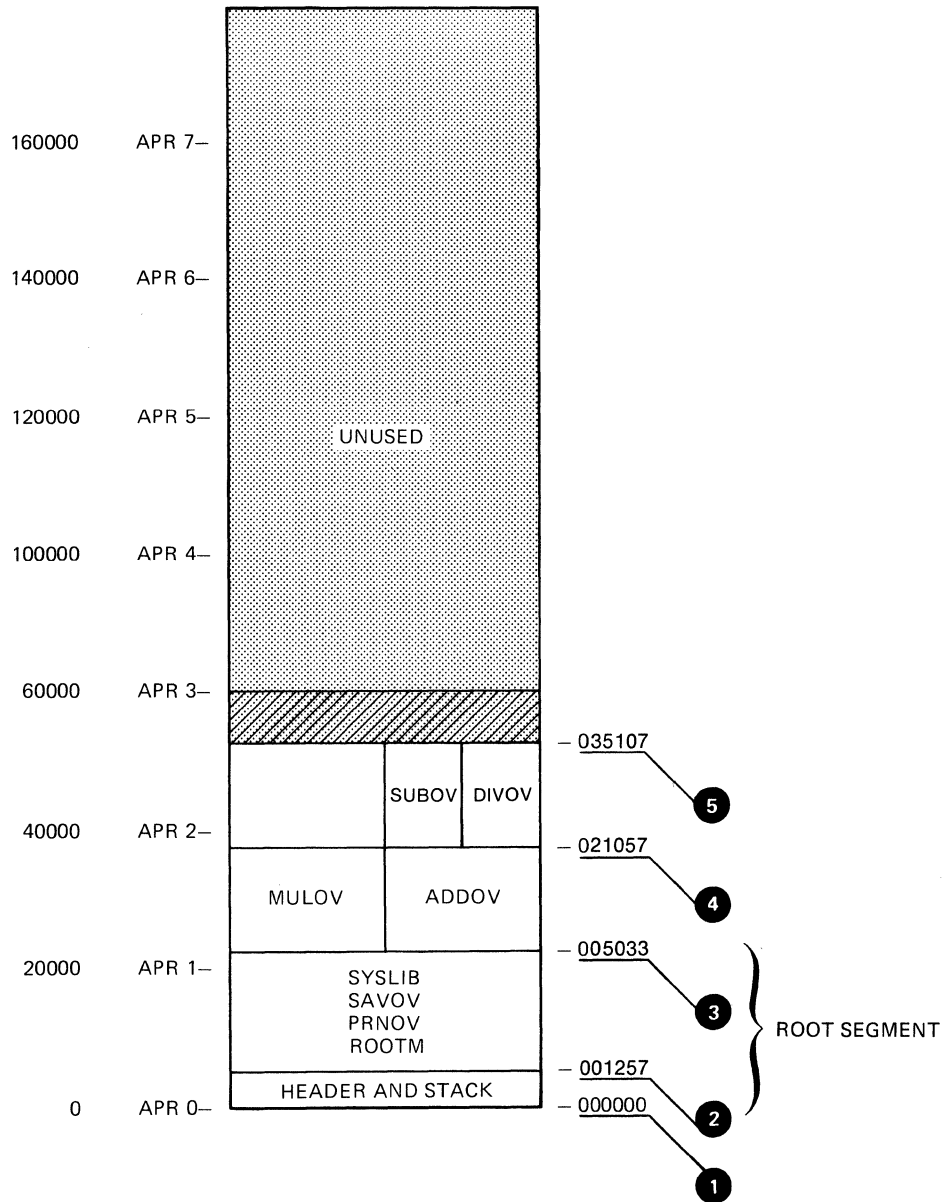 160000 APR 7–
140000 APR 6–
120000 APR 5–
UNUSED
100000 APR 4–
60000 APR 3–
– 035107
SUBOV DIVOV
5
40000 APR 2–
– 021057
MULOV ADDOV
4
– 005033
20000 APR 1–
SYSLIB
SAVOV
3
PRNOV
ROOT SEGMENT
ROOTM
– 001257
HEADER AND STACK
0 APR 0–
– 000000
2
1